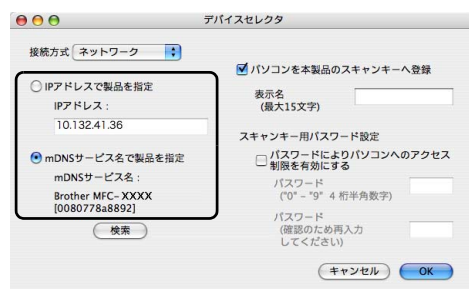 デバイスセレクタ
接続方式 ネットワーク
IPアドレスで製品を指定
IPアドレス：
10.132.41.36
mDNSサービス名で製品を指定
mDNSサービス名：
Brother MFC-XXXX
[0080778a8892]
検索
パソコンを本製品のスキャンキーへ登録
表示名
(最大15文字)
スキャンキー用パスワード設定
パスワードによりパソコンへのアクセス
制限を有効にする
パスワード
("0" – "9" 4 桁半角数字)
パスワード
(確認のため再入力
してください)
キャンセル OK